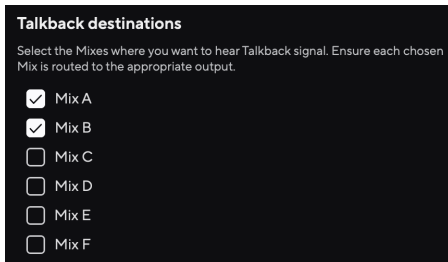 Talkback destinations
Select the Mixes where you want to hear Talkback signal. Ensure each chosen
Mix is routed to the appropriate output.
Mix A
Mix B
Mix C
Mix D
Mix E
Mix F